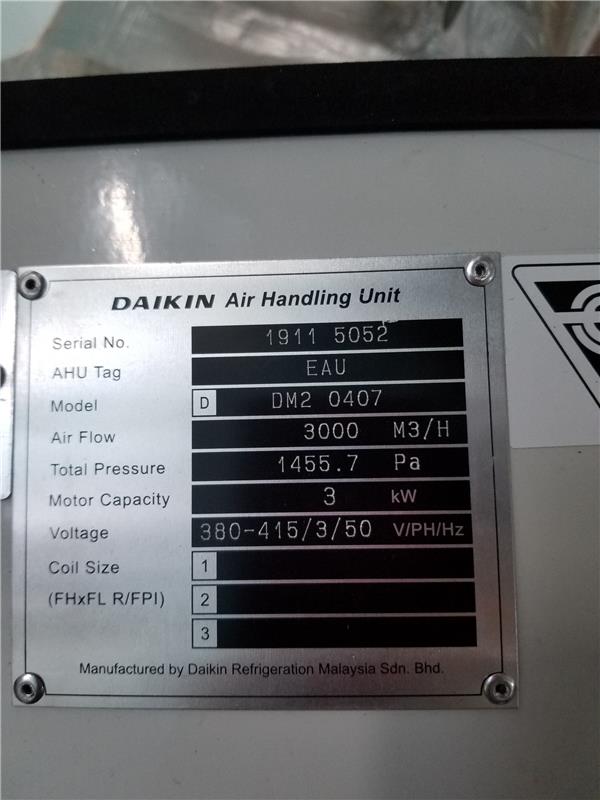 DAIKIN Air Handling Unit
Serial No. 1911 5052
AHU Tag EAU
Model D DM2 0407
Air Flow 3000 M3/H
Total Pressure 1455.7 Pa
Motor Capacity 3 kW
Voltage 380-415/3/50 V/PH/Hz
Coil Size 1
(FHxFL R/FPI) 2
3
Manufactured by Daikin Refrigeration Malaysia Sdn. Bhd.